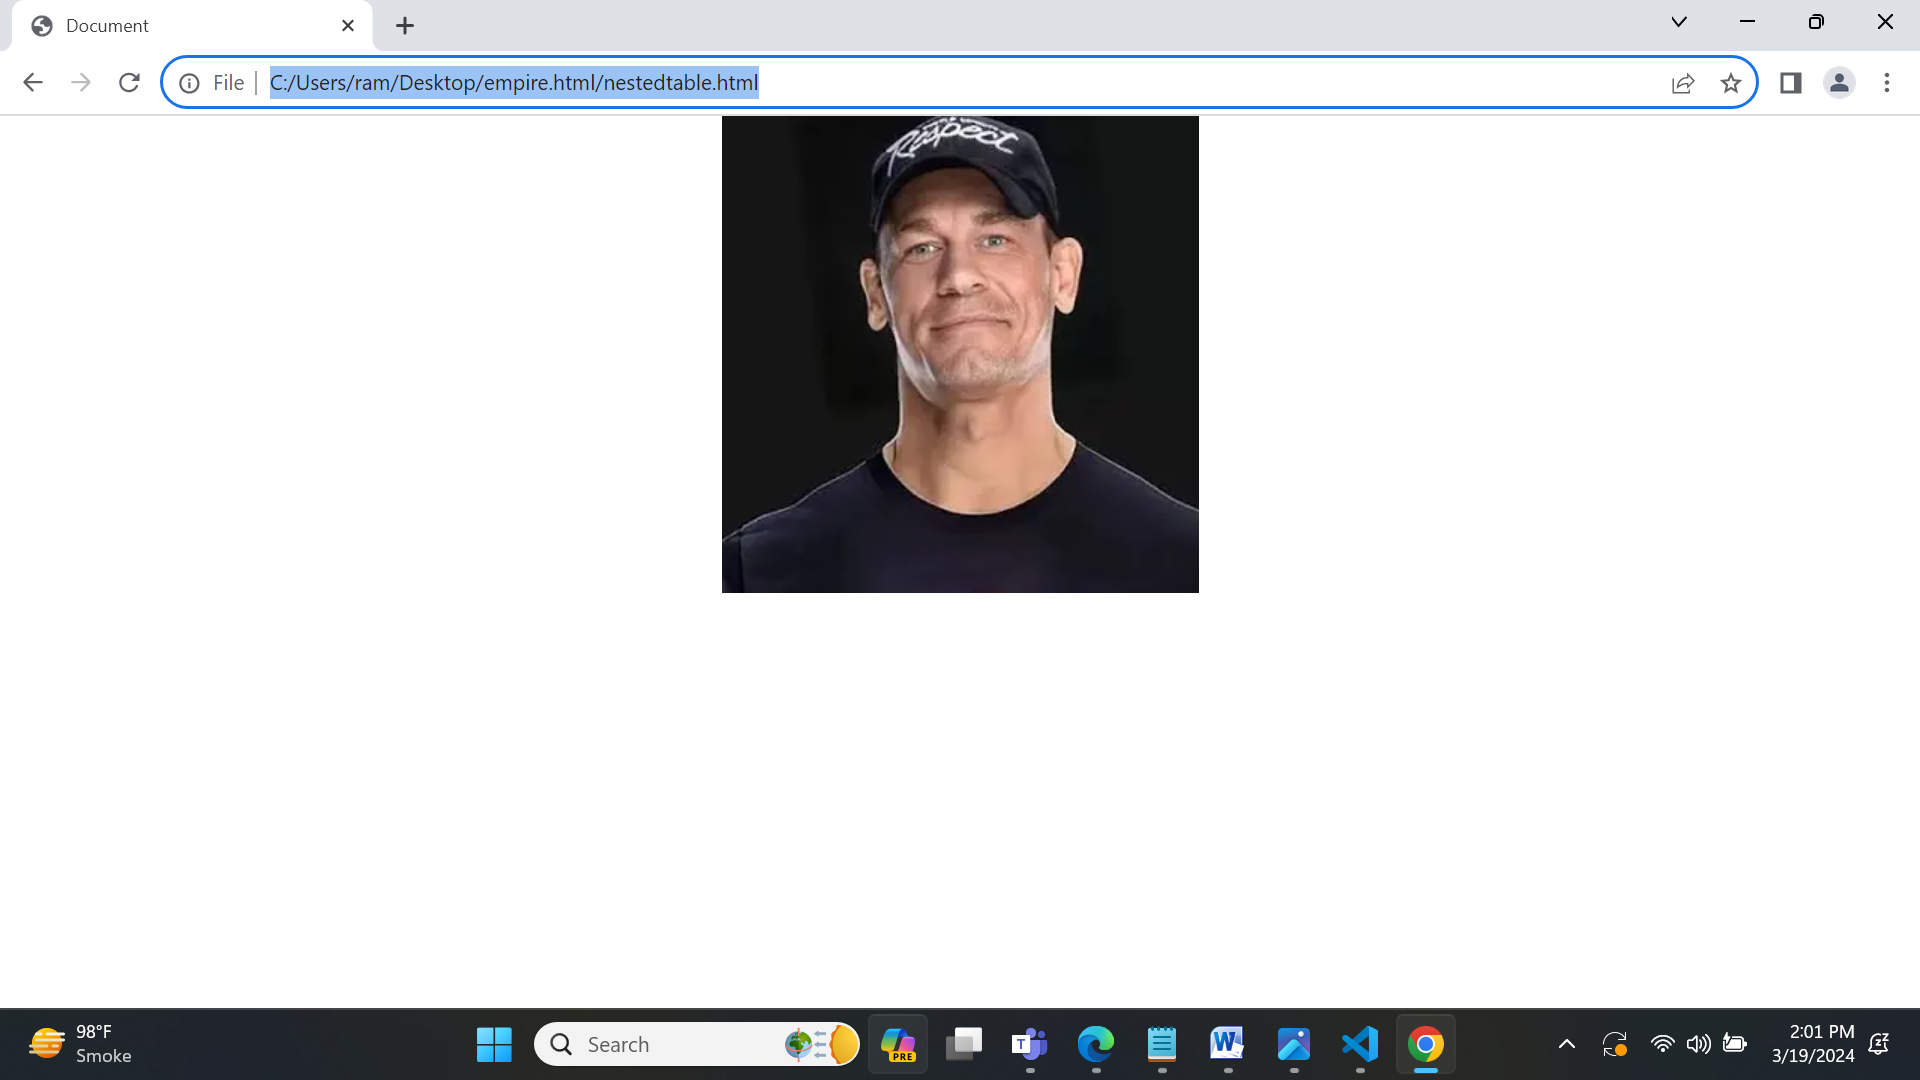 Document
File
C:/Users/ram/Desktop/empire.html/nestedtable.html
Respect
98°F
Smoke
Search
PRE
T
W
2:01 PM
3/19/2024